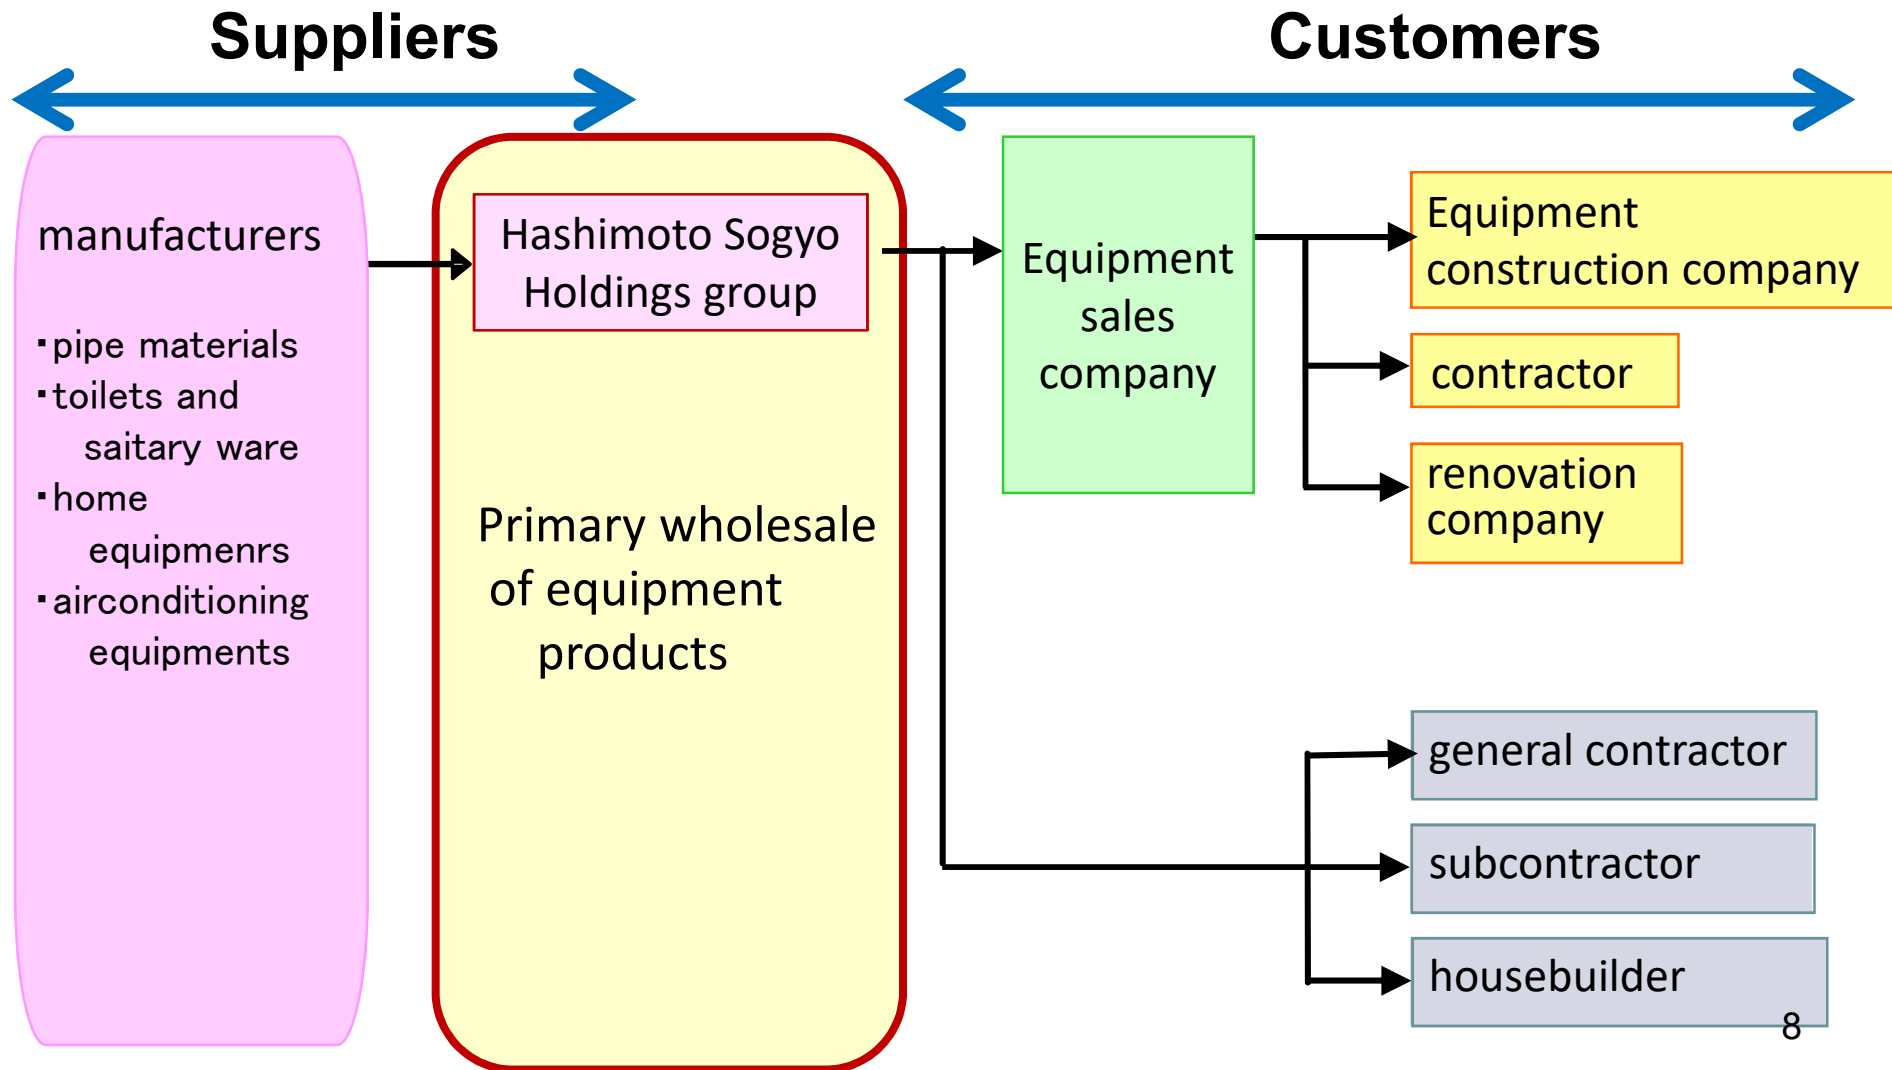 Suppliers
Customers
manufacturers
・pipe materials
・toilets and
saitary ware
・home
equipmenrs
・airconditioning
equipments
Hashimoto Sogyo
Holdings group
Primary wholesale
of equipment
products
Equipment
sales
company
Equipment
construction company
contractor
renovation
company
general contractor
subcontractor
housebuilder
8